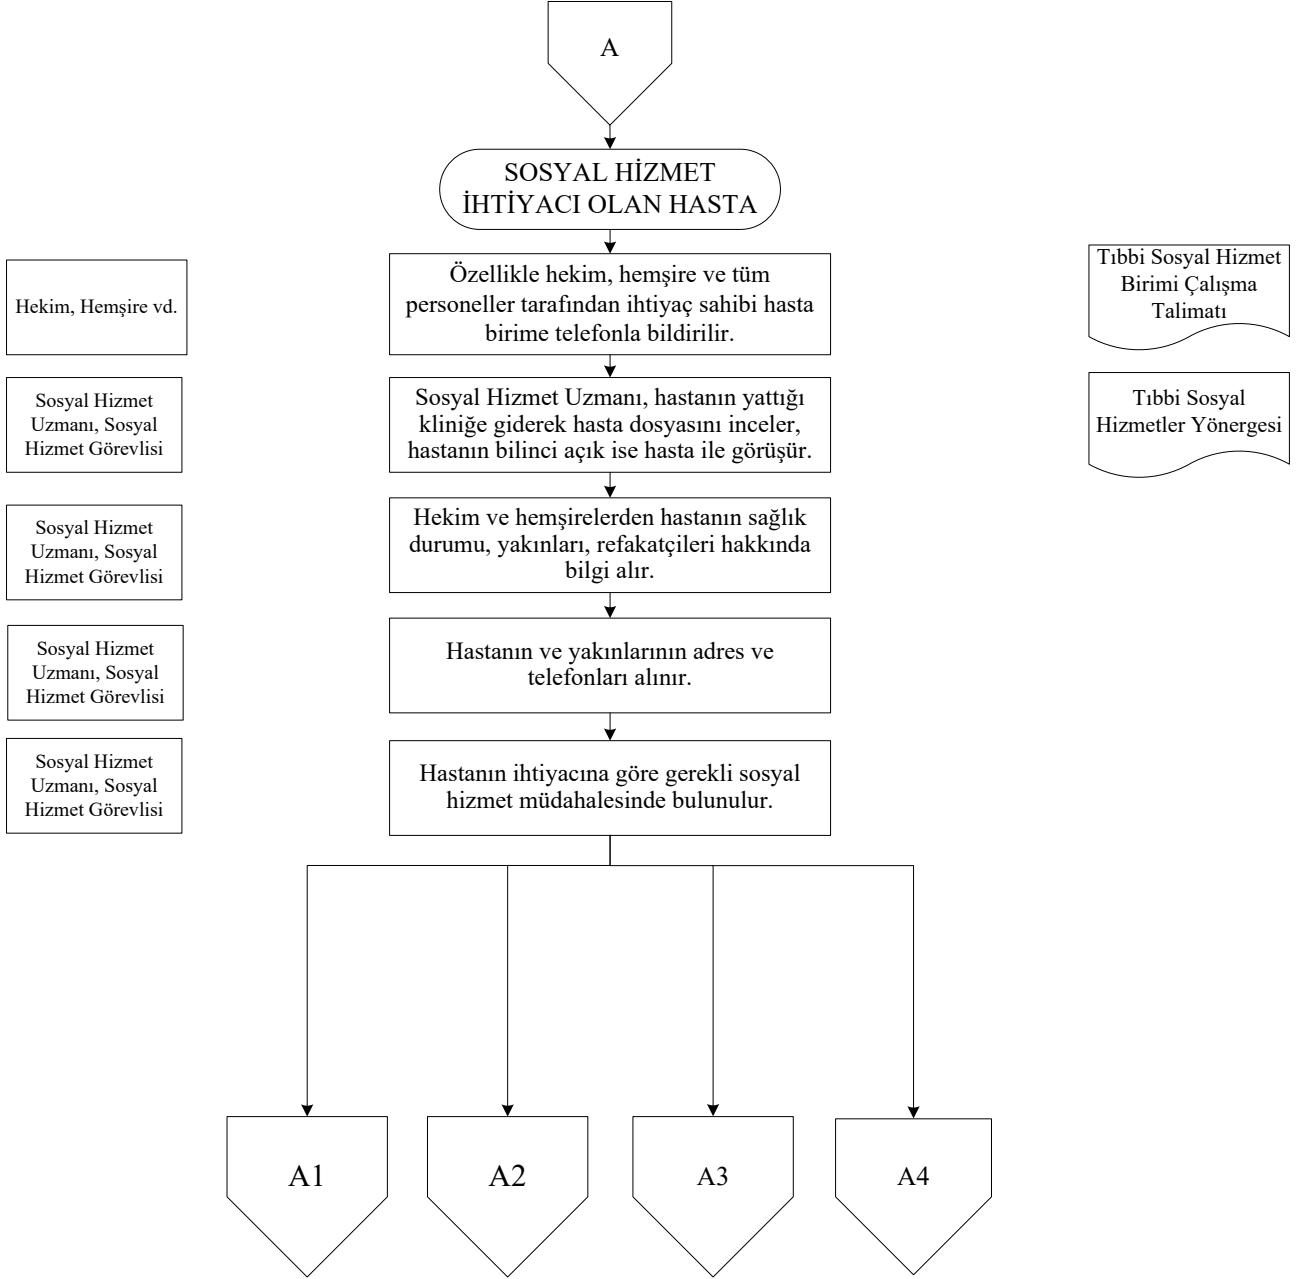 A
SOSYAL HİZMET
İHTİYACI OLAN HASTA
Hekim, Hemşire vd.
Özellikle hekim, hemşire ve tüm
personeller tarafından ihtiyaç sahibi hasta
birime telefonla bildirilir.
Tıbbi Sosyal Hizmet
Birimi Çalışma
Talimatı
Sosyal Hizmet
Uzmanı, Sosyal
Hizmet Görevlisi
Sosyal Hizmet Uzmanı, hastanın yattığı
kliniğe giderek hasta dosyasını inceler,
hastanın bilinci açık ise hasta ile görüşür.
Tıbbi Sosyal
Hizmetler Yönergesi
Sosyal Hizmet
Uzmanı, Sosyal
Hizmet Görevlisi
Hekim ve hemşirelerden hastanın sağlık
durumu, yakınları, refakatçileri hakkında
bilgi alır.
Sosyal Hizmet
Uzmanı, Sosyal
Hizmet Görevlisi
Hastanın ve yakınlarının adres ve
telefonları alınır.
Sosyal Hizmet
Uzmanı, Sosyal
Hizmet Görevlisi
Hastanın ihtiyacına göre gerekli sosyal
hizmet müdahalesinde bulunulur.
A1
A2
A3
A4